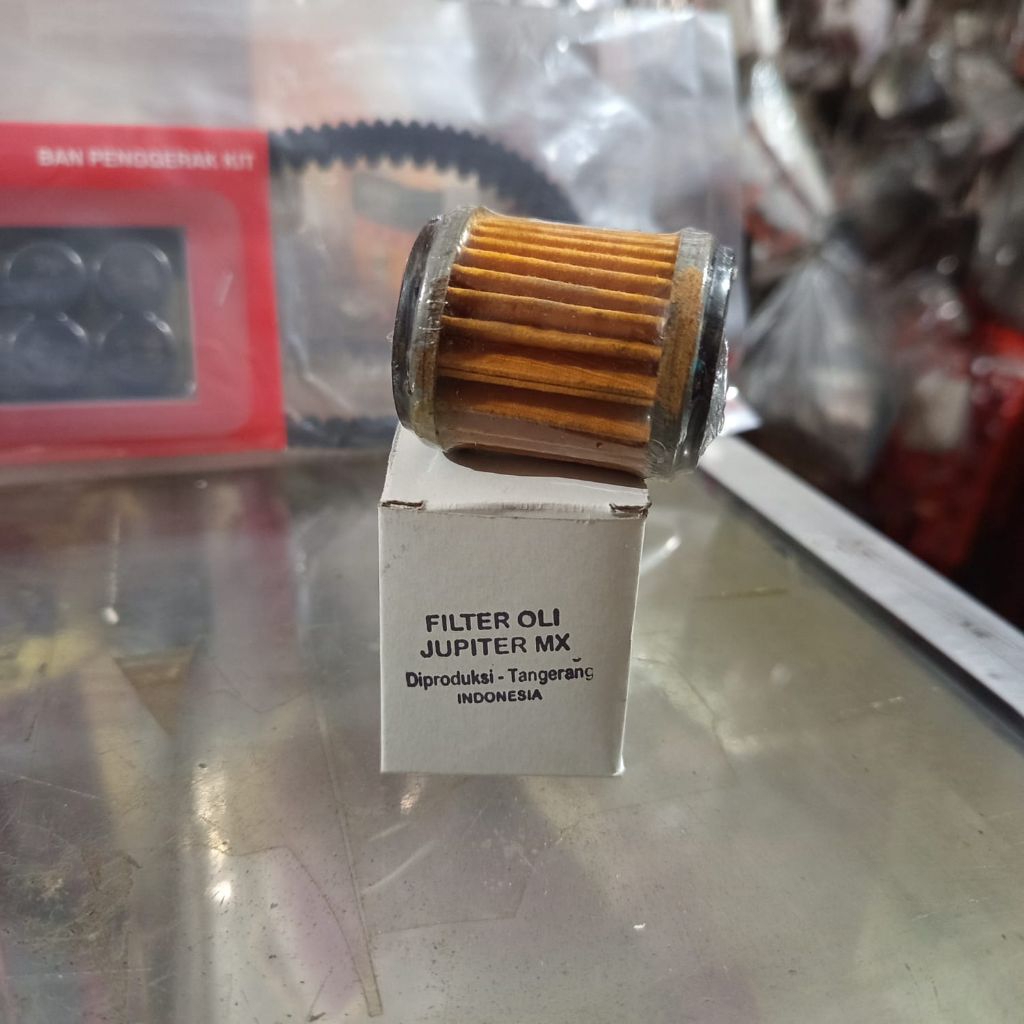 BAN PENGGERAK KIT
FILTER OLI
JUPITER MX
Diproduksi - Tangerang
INDONESIA